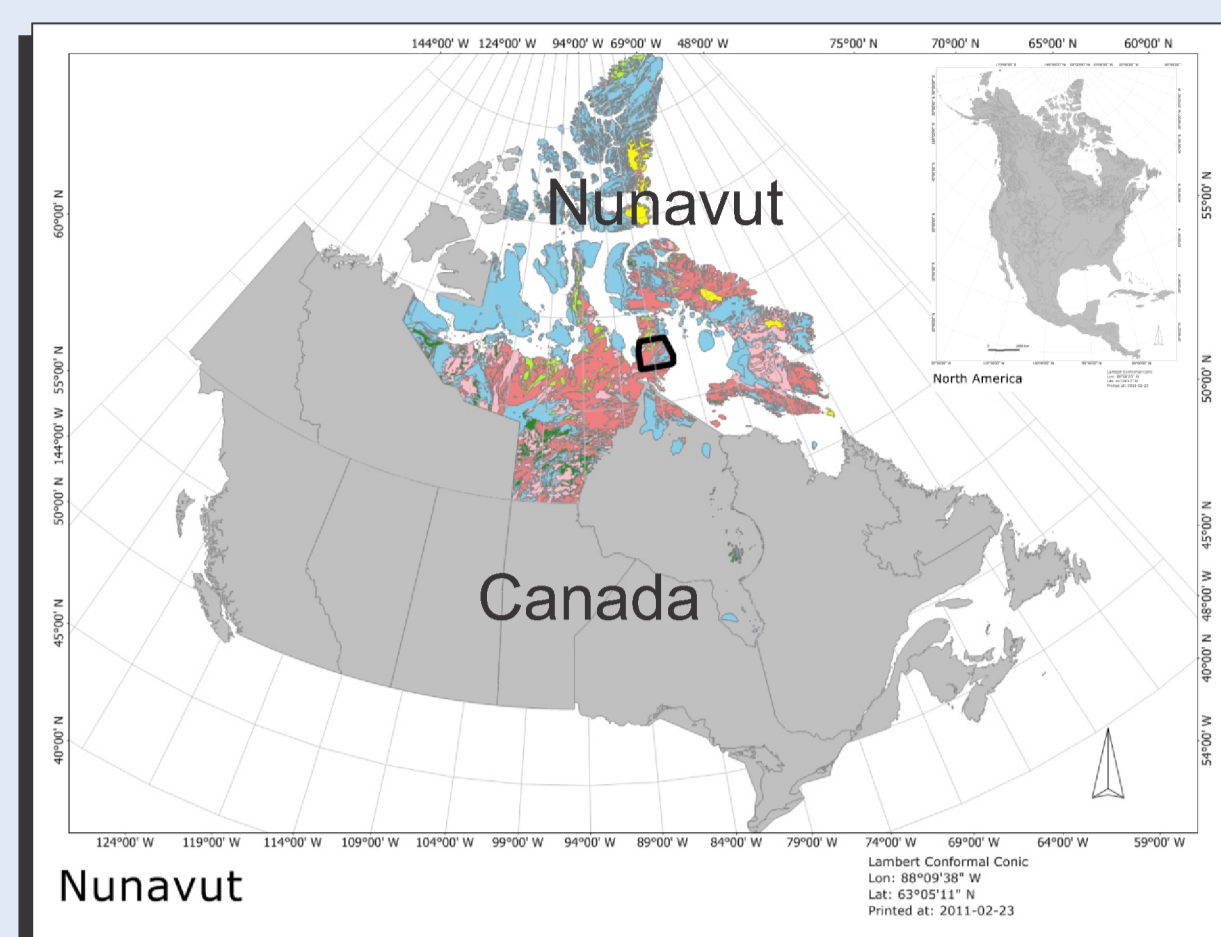 144°00' W 124°00' W 94°00' W 69°00' W 48°00' W 75°00' N 70°00' N 65°00' N 60°00' N
60°00' N
55°00' N
144°00' W
50°00' N
45°00' N
40°00' N
Nunavut
Canada
North America
55°00' N
50°00' N
45°00' N
48°00' W
40°00' N
54°00' W
124°00' W 119°00' W 114°00' W 109°00' W 104°00' W 99°00' W 94°00' W 89°00' W 84°00' W 79°00' W 74°00' W 69°00' W 64°00' W 59°00' W
Nunavut
Lambert Conformal Conic
Lon: 88°09'38" W
Lat: 63°05'11" N
Printed at: 2011-02-23